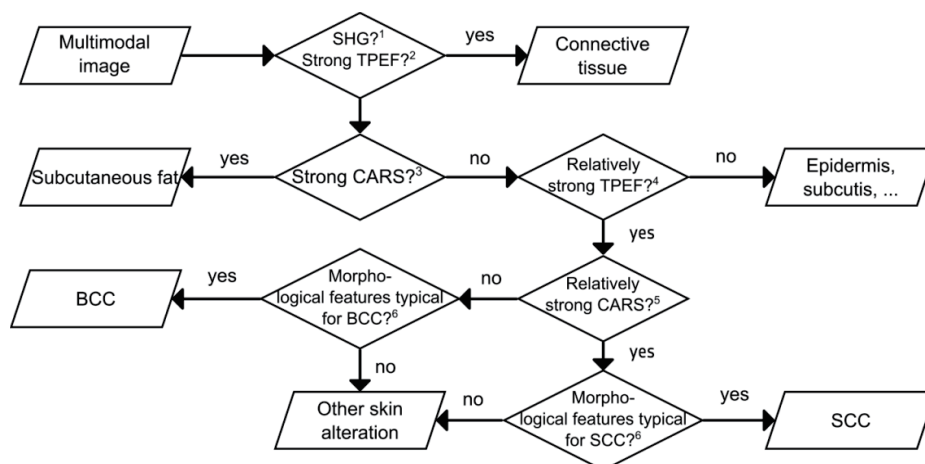 Multimodal
image
SHG?¹
Strong TPEF?²
yes
Connective
tissue
Subcutaneous fat
yes
Strong CARS?³
no
Relatively
strong TPEF?⁴
no
Epidermis,
subcutis, ...
yes
BCC
yes
Morpho-
logical features typical
for BCC?⁶
no
Relatively
strong CARS?⁵
yes
no
Other skin
alteration
no
Morpho-
logical features typical
for SCC?⁶
yes
SCC